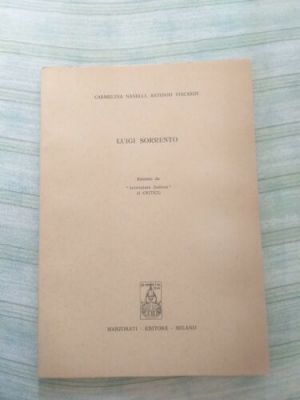 CARMELINA NASELLI ANTONIO VISCARDI
LUIGI SORRENTO
Estratto da
"Letteratura Italiana"
(I CRITICI)
MARZORATI - EDITORE - MILANO